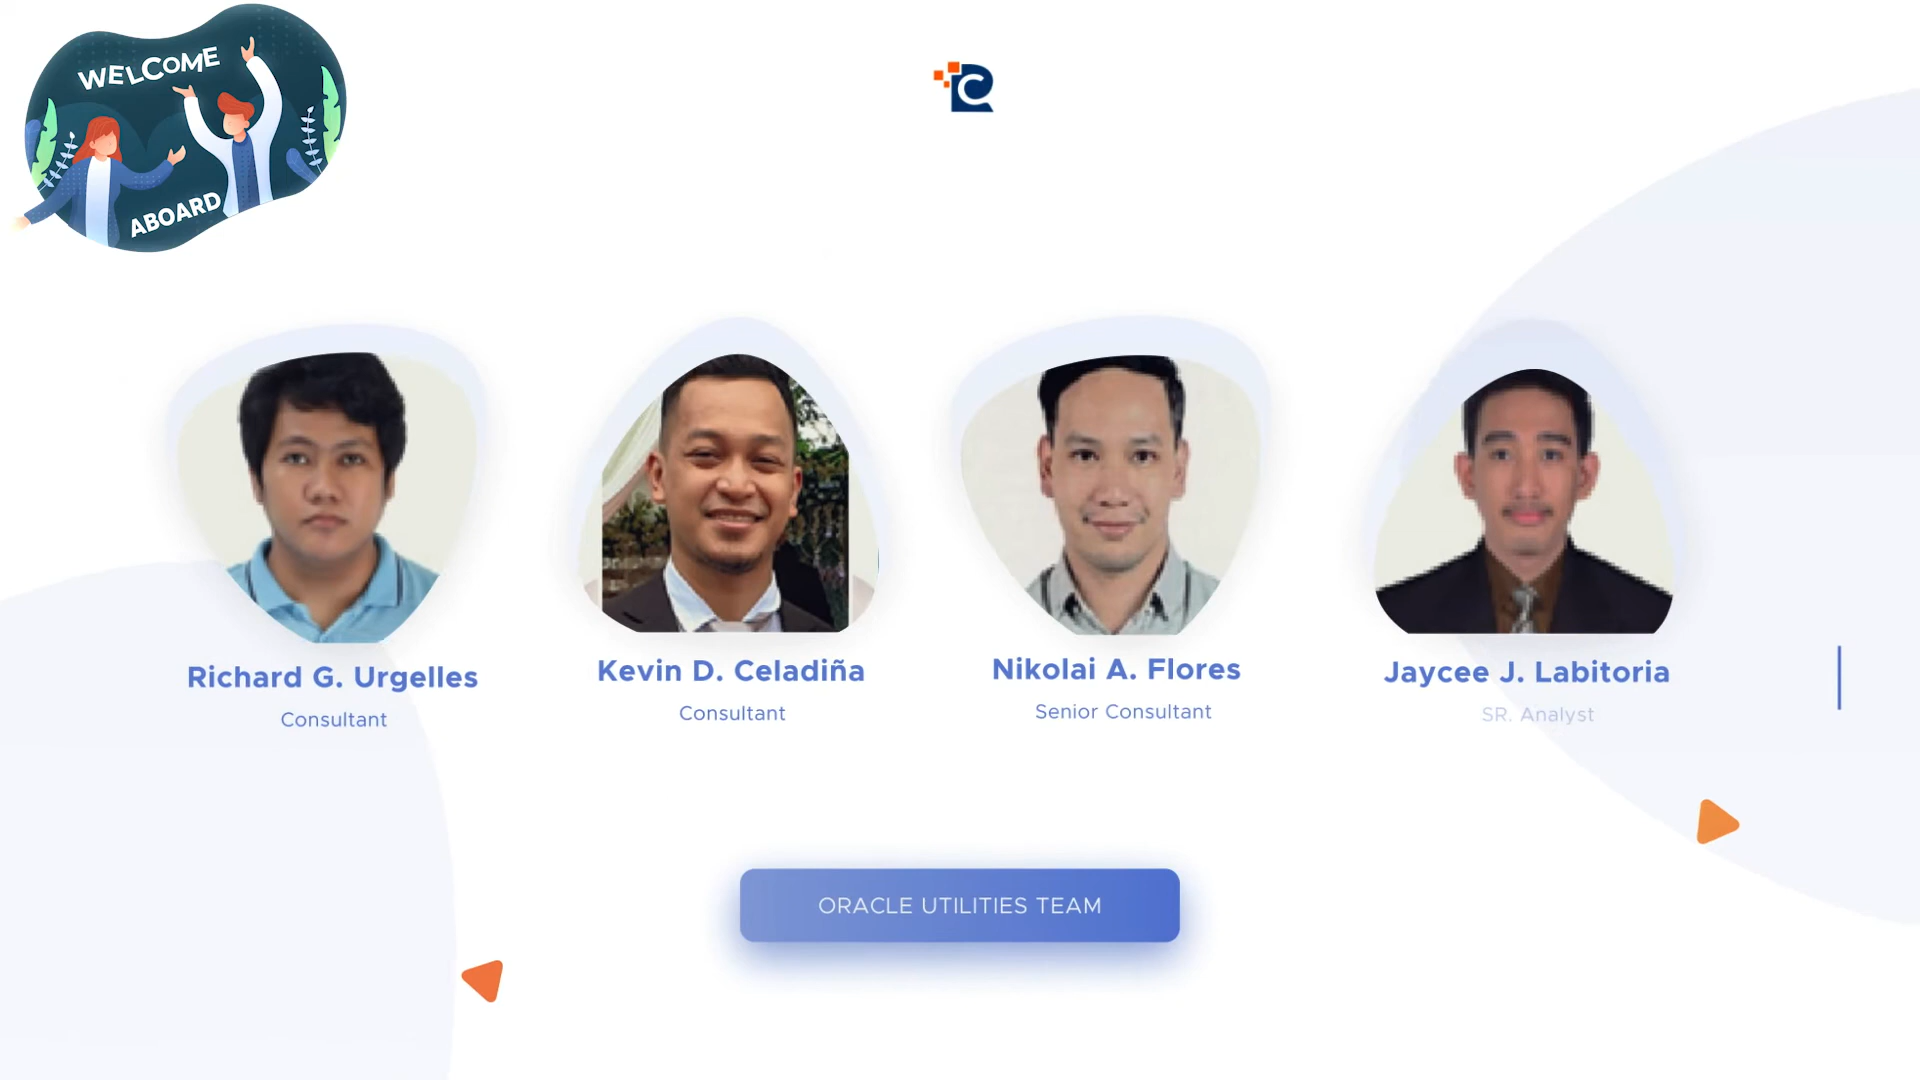 WELCOME
ABOARD
Richard G. Urgelles
Consultant
Kevin D. Celadiña
Consultant
Nikolai A. Flores
Senior Consultant
Jaycee J. Labitoria
SR. Analyst
ORACLE UTILITIES TEAM